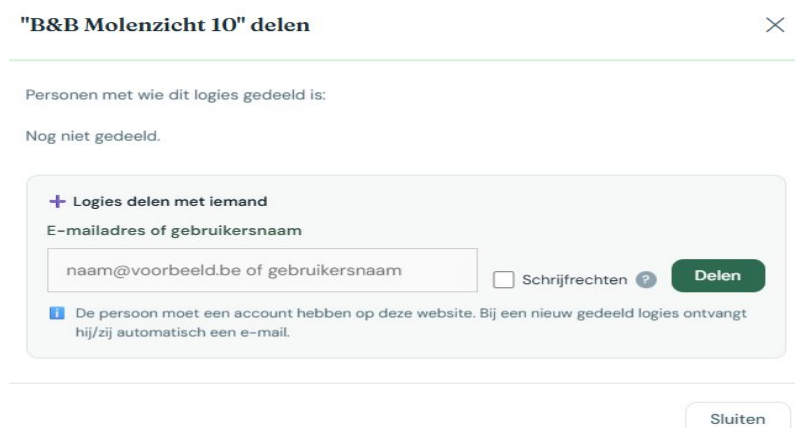 "B&B Molenzicht 10" delen
Personen met wie dit logies gedeeld is:
Nog niet gedeeld.
Logies delen met iemand
E-mailadres of gebruikersnaam
naam@voorbeeld.be of gebruikersnaam
Schrijfrechten ?
Delen
De persoon moet een account hebben op deze website. Bij een nieuw gedeeld logies ontvangt
hij/zij automatisch een e-mail.
Sluiten